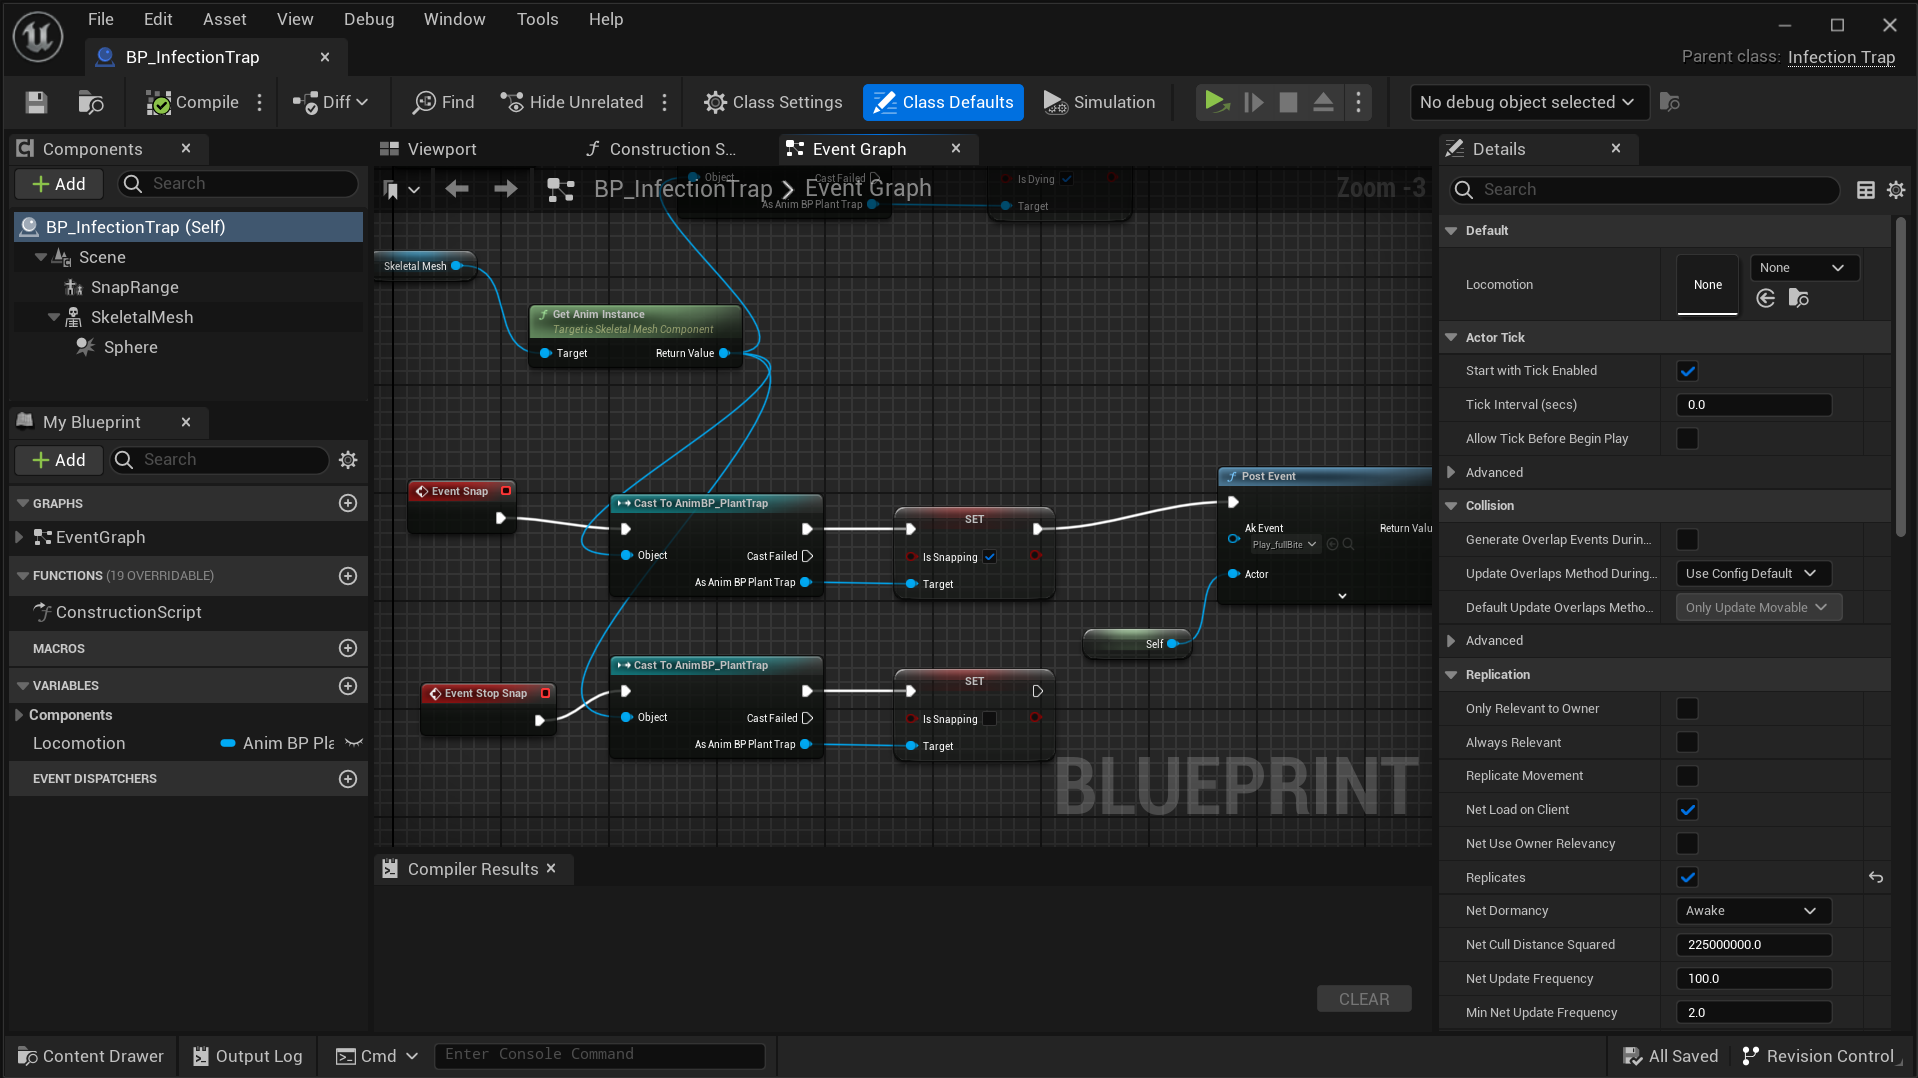 File Edit Asset View Debug Window Tools Help
BP_InfectionTrap
Parent class: Infection Trap
Compile Diff Find Hide Unrelated Class Settings Class Defaults Simulation No debug object selected
Components
Add Search
BP_InfectionTrap (Self)
Scene
SnapRange
SkeletalMesh
Sphere
My Blueprint
Add Search
GRAPHS
EventGraph
FUNCTIONS (19 OVERRIDABLE)
ConstructionScript
MACROS
VARIABLES
Components
Locomotion Anim BP Pla
EVENT DISPATCHERS
Viewport Construction S... Event Graph
BP_InfectionTrap > Event Graph Zoom -3
Object Cast Failed
As Anim BP Plant Trap
Is Dying
Target
Skeletal Mesh
Get Anim Instance
Target is Skeletal Mesh Component
Target Return Value
Event Snap
Cast To AnimBP_PlantTrap
Object Cast Failed
As Anim BP Plant Trap
SET
Is Snapping
Target
Post Event
Ak Event Return Valu
Play_fullBite
Actor
Self
Event Stop Snap
Cast To AnimBP_PlantTrap
Object Cast Failed
As Anim BP Plant Trap
SET
Is Snapping
Target
BLUEPRINT
Compiler Results
CLEAR
Details
Search
Default
Locomotion None None
Actor Tick
Start with Tick Enabled
Tick Interval (secs) 0.0
Allow Tick Before Begin Play
Advanced
Collision
Generate Overlap Events Durin...
Update Overlaps Method During... Use Config Default
Default Update Overlaps Metho... Only Update Movable
Advanced
Replication
Only Relevant to Owner
Always Relevant
Replicate Movement
Net Load on Client
Net Use Owner Relevancy
Replicates
Net Dormancy Awake
Net Cull Distance Squared 225000000.0
Net Update Frequency 100.0
Min Net Update Frequency 2.0
Content Drawer Output Log Cmd Enter Console Command All Saved Revision Control